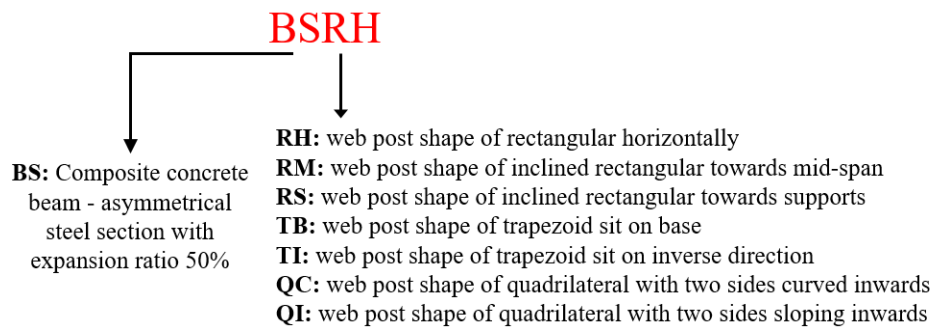 BSRH
BS: Composite concrete
beam - asymmetrical
steel section with
expansion ratio 50%
RH: web post shape of rectangular horizontally
RM: web post shape of inclined rectangular towards mid-span
RS: web post shape of inclined rectangular towards supports
TB: web post shape of trapezoid sit on base
TI: web post shape of trapezoid sit on inverse direction
QC: web post shape of quadrilateral with two sides curved inwards
QI: web post shape of quadrilateral with two sides sloping inwards